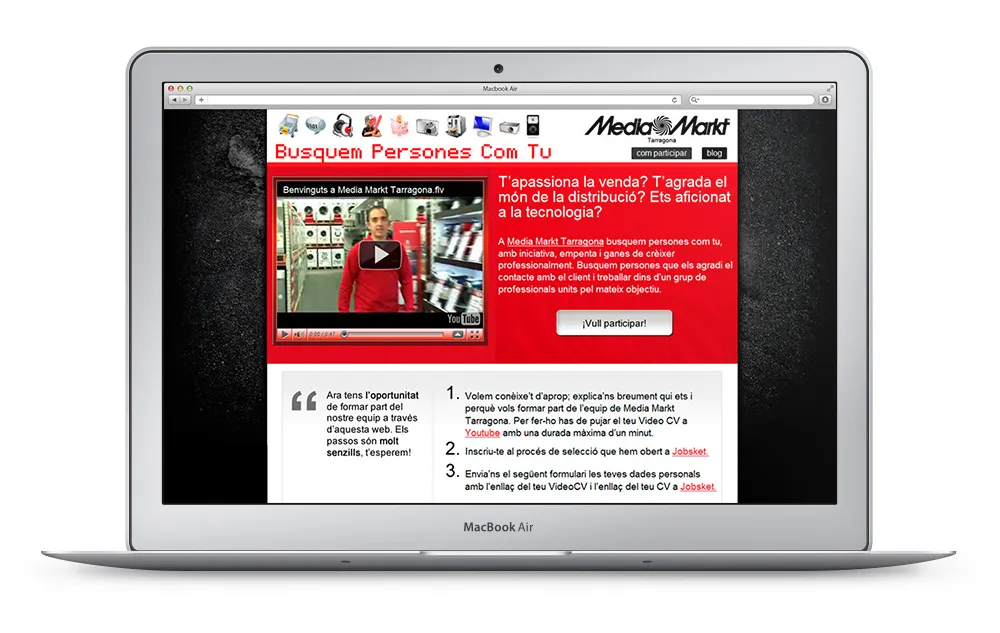 Macbook Air
Media Markt
Tarragona
Busquem Persones Com Tu
com participar
blog
Benvinguts a Media Markt Tarragona.flv
YouTube
0:00 / 0:47
T'apassiona la venda? T'agrada el
món de la distribució? Ets aficionat
a la tecnologia?
A Media Markt Tarragona busquem persones com tu,
amb iniciativa, empenta i ganes de crèixer
professionalment. Busquem persones que els agradi el
contacte amb el client i treballar dins d'un grup de
professionals units pel mateix objectiu.
¡Vull participar!
Ara tens l'oportunitat
de formar part del
nostre equip a través
d'aquesta web. Els
passos són molt
senzills, t'esperem!
1. Volem conèixe't d'aprop; explica'ns breument qui ets i
perquè vols formar part de l'equip de Media Markt
Tarragona. Per fer-ho has de pujar el teu Video CV a
Youtube amb una durada màxima d'un minut.
2. Inscriu-te al procés de selecció que hem obert a Jobsket.
3. Envia'ns el següent formulari les teves dades personals
amb l'enllaç del teu VideoCV i l'enllaç del teu CV a Jobsket.
MacBook Air